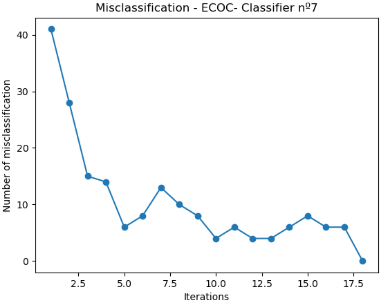 Misclassification - ECOC- Classifier nº7
Number of misclassification
40
30
20
10
0
2.5 5.0 7.5 10.0 12.5 15.0 17.5
Iterations